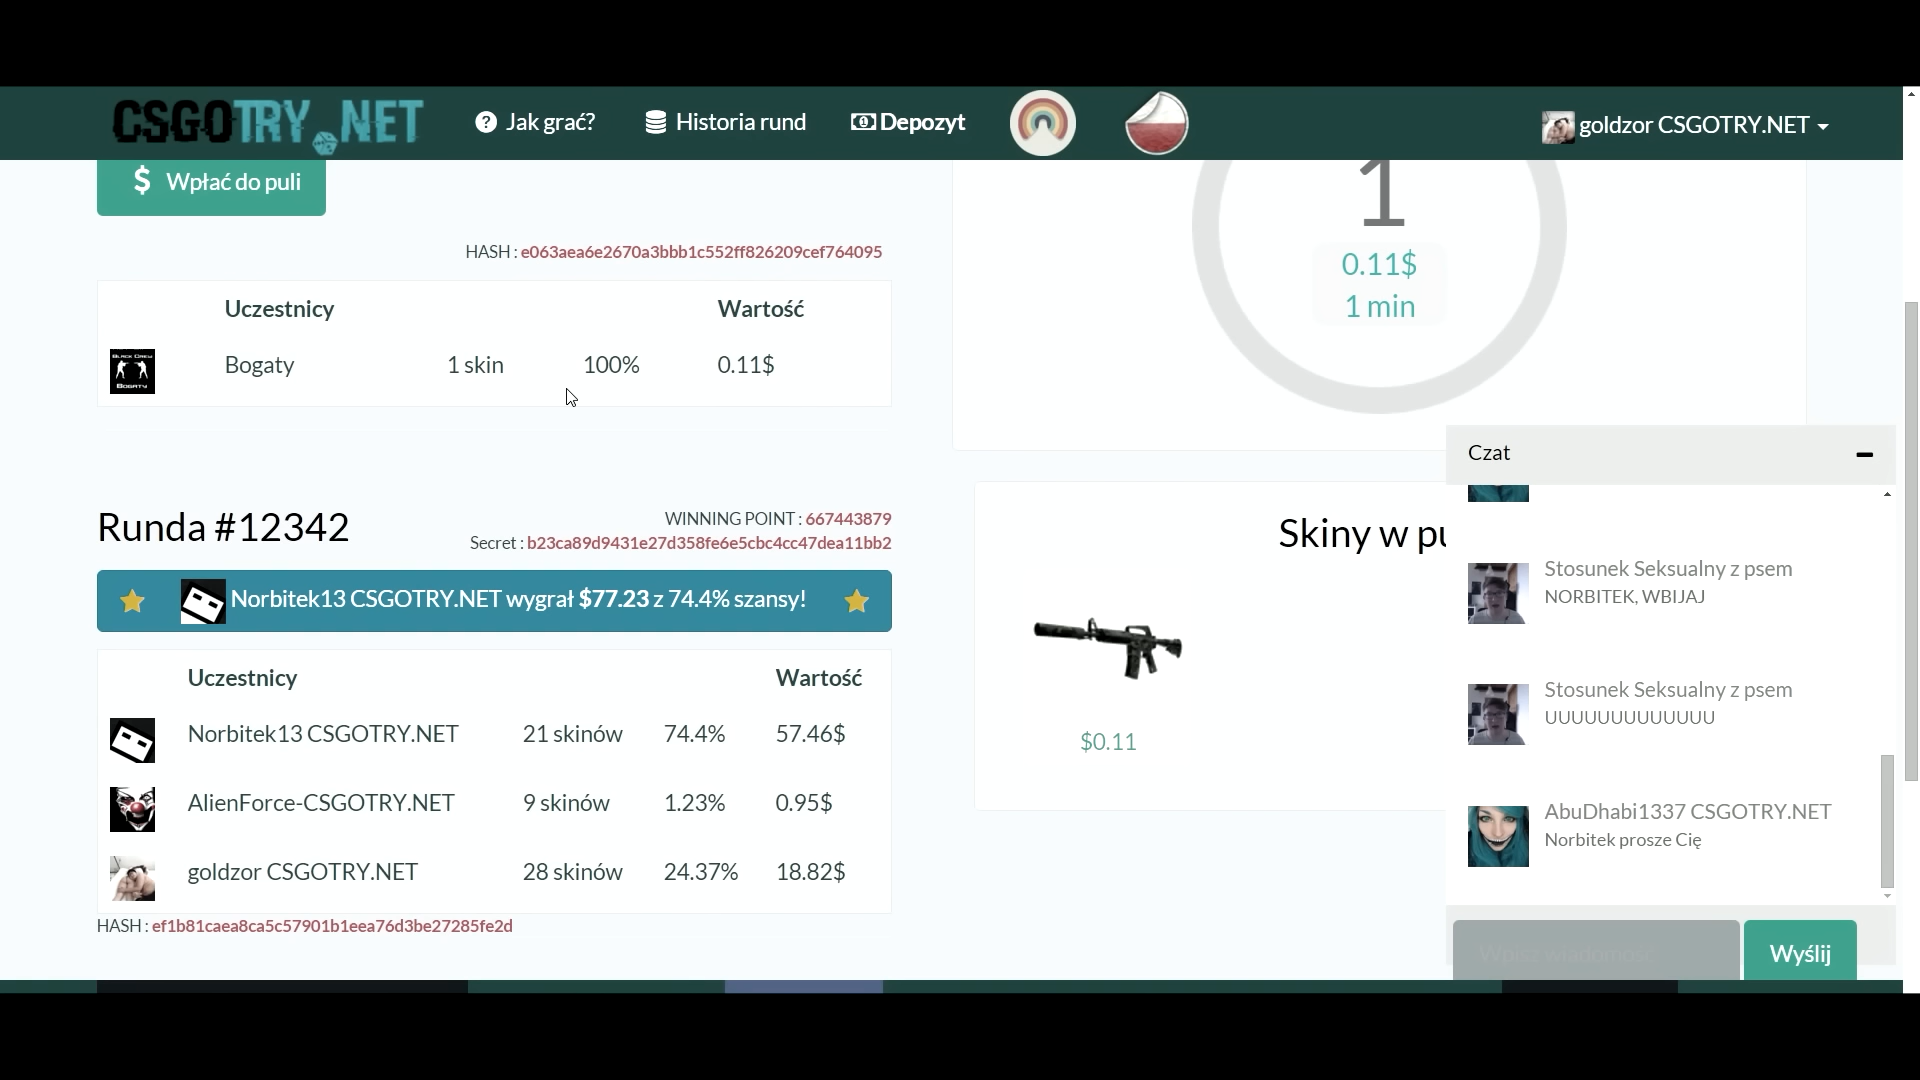 CSGOTRY.NET
Jak grać?
Historia rund
Depozyt
goldzor CSGOTRY.NET
Wpłać do puli
HASH : e063aea6e2670a3bbb1c552ff826209cef764095
Uczestnicy Wartość
BLACK CREW
BOGATY
Bogaty 1 skin 100% 0.11$
1
0.11$
1 min
Runda #12342
WINNING POINT : 667443879
Secret : b23ca89d9431e27d358fe6e5cbc4cc47dea11bb2
Norbitek13 CSGOTRY.NET wygrał $77.23 z 74.4% szansy!
Uczestnicy Wartość
Norbitek13 CSGOTRY.NET 21 skinów 74.4% 57.46$
AlienForce-CSGOTRY.NET 9 skinów 1.23% 0.95$
goldzor CSGOTRY.NET 28 skinów 24.37% 18.82$
HASH : ef1b81caea8ca5c57901b1eea76d3be27285fe2d
Skiny w pu
$0.11
Czat
Stosunek Seksualny z psem
NORBITEK, WBIJAJ
Stosunek Seksualny z psem
UUUUUUUUUUUUU
AbuDhabi1337 CSGOTRY.NET
Norbitek prosze Cię
Wpisz wiadomość
Wyślij